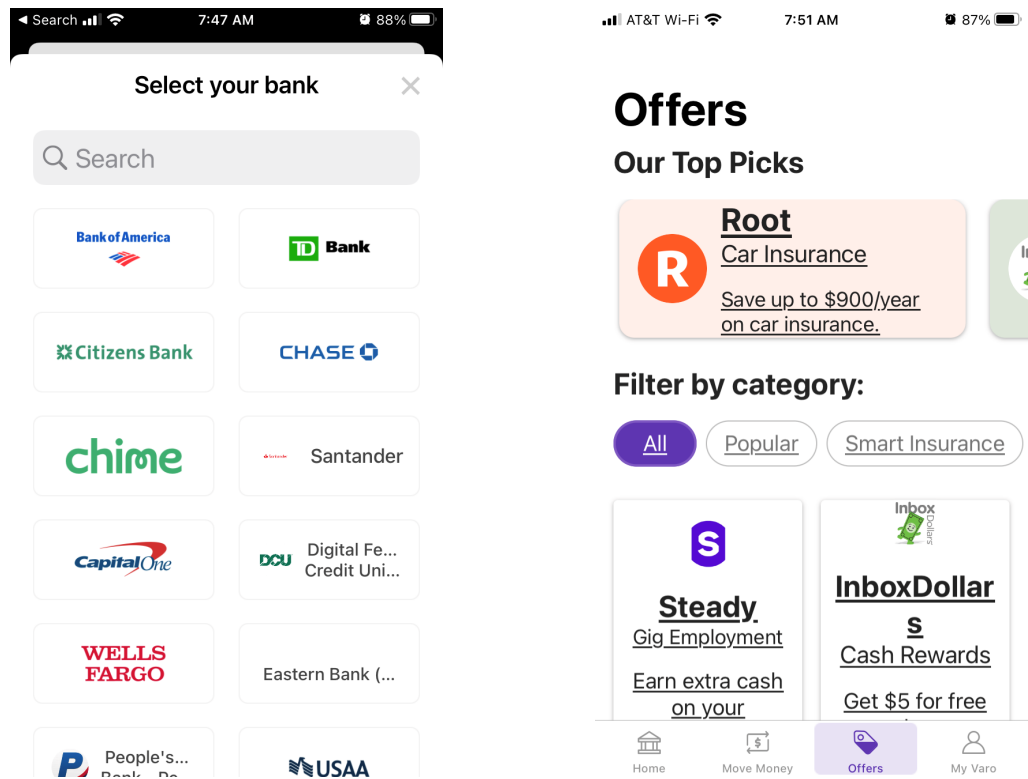 Search
7:47 AM
88%
Select your bank
Search
Bank of America
TD Bank
Citizens Bank
CHASE
chime
Santander
Capital One
DCU
Digital Fe...
Credit Uni...
WELLS
FARGO
Eastern Bank (...
P
People's...
USAA
AT&T Wi-Fi
7:51 AM
87%
Offers
Our Top Picks
R
Root
Car Insurance
Save up to $900/year
on car insurance.
Filter by category:
All
Popular
Smart Insurance
S
Steady
Gig Employment
Earn extra cash
on your
Inbox
Dollars
InboxDollar
s
Cash Rewards
Get $5 for free
Home
Move Money
Offers
My Varo